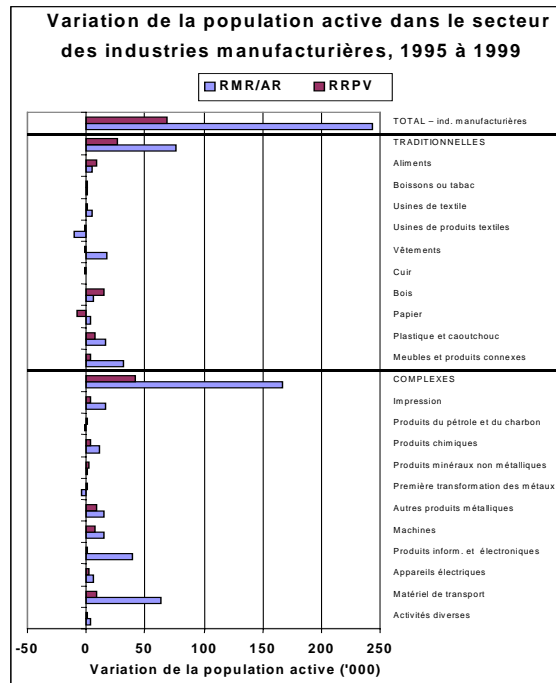 Variation de la population active dans le secteur
des industries manufacturières, 1995 à 1999
RMR/AR RRPV
TOTAL – ind. manufacturières
TRADITIONNELLES
Aliments
Boissons ou tabac
Usines de textile
Usines de produits textiles
Vêtements
Cuir
Bois
Papier
Plastique et caoutchouc
Meubles et produits connexes
COMPLEXES
Impression
Produits du pétrole et du charbon
Produits chimiques
Produits minéraux non métalliques
Première transformation des métaux
Autres produits métalliques
Machines
Produits inform. et électroniques
Appareils électriques
Matériel de transport
Activités diverses
-50 0 50 100 150 200 250
Variation de la population active ('000)